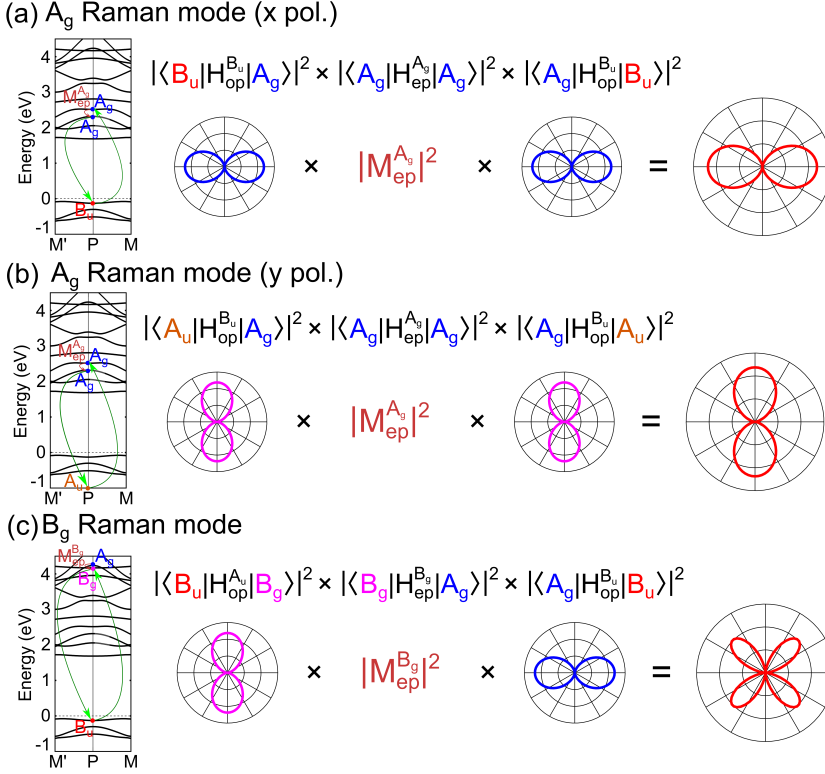 (a) A_g Raman mode (x pol.)
|⟨B_u|H_op^{B_u}|A_g⟩|² × |⟨A_g|H_ep^{A_g}|A_g⟩|² × |⟨A_g|H_op^{B_u}|B_u⟩|²
Energy (eV)
4
3
2
1
0
-1
M_ep^{A_g}
A_g
A_g
B_u
M' P M
× |M_ep^{A_g}|² × =
(b) A_g Raman mode (y pol.)
|⟨A_u|H_op^{B_u}|A_g⟩|² × |⟨A_g|H_ep^{A_g}|A_g⟩|² × |⟨A_g|H_op^{B_u}|A_u⟩|²
Energy (eV)
4
3
2
1
0
-1
M_ep^{A_g}
A_g
A_g
A_u
M' P M
× |M_ep^{A_g}|² × =
(c) B_g Raman mode
|⟨B_u|H_op^{A_u}|B_g⟩|² × |⟨B_g|H_ep^{B_g}|A_g⟩|² × |⟨A_g|H_op^{B_u}|B_u⟩|²
Energy (eV)
4
3
2
1
0
-1
M_ep^{B_g}
A_g
B_g
B_u
M' P M
× |M_ep^{B_g}|² × =